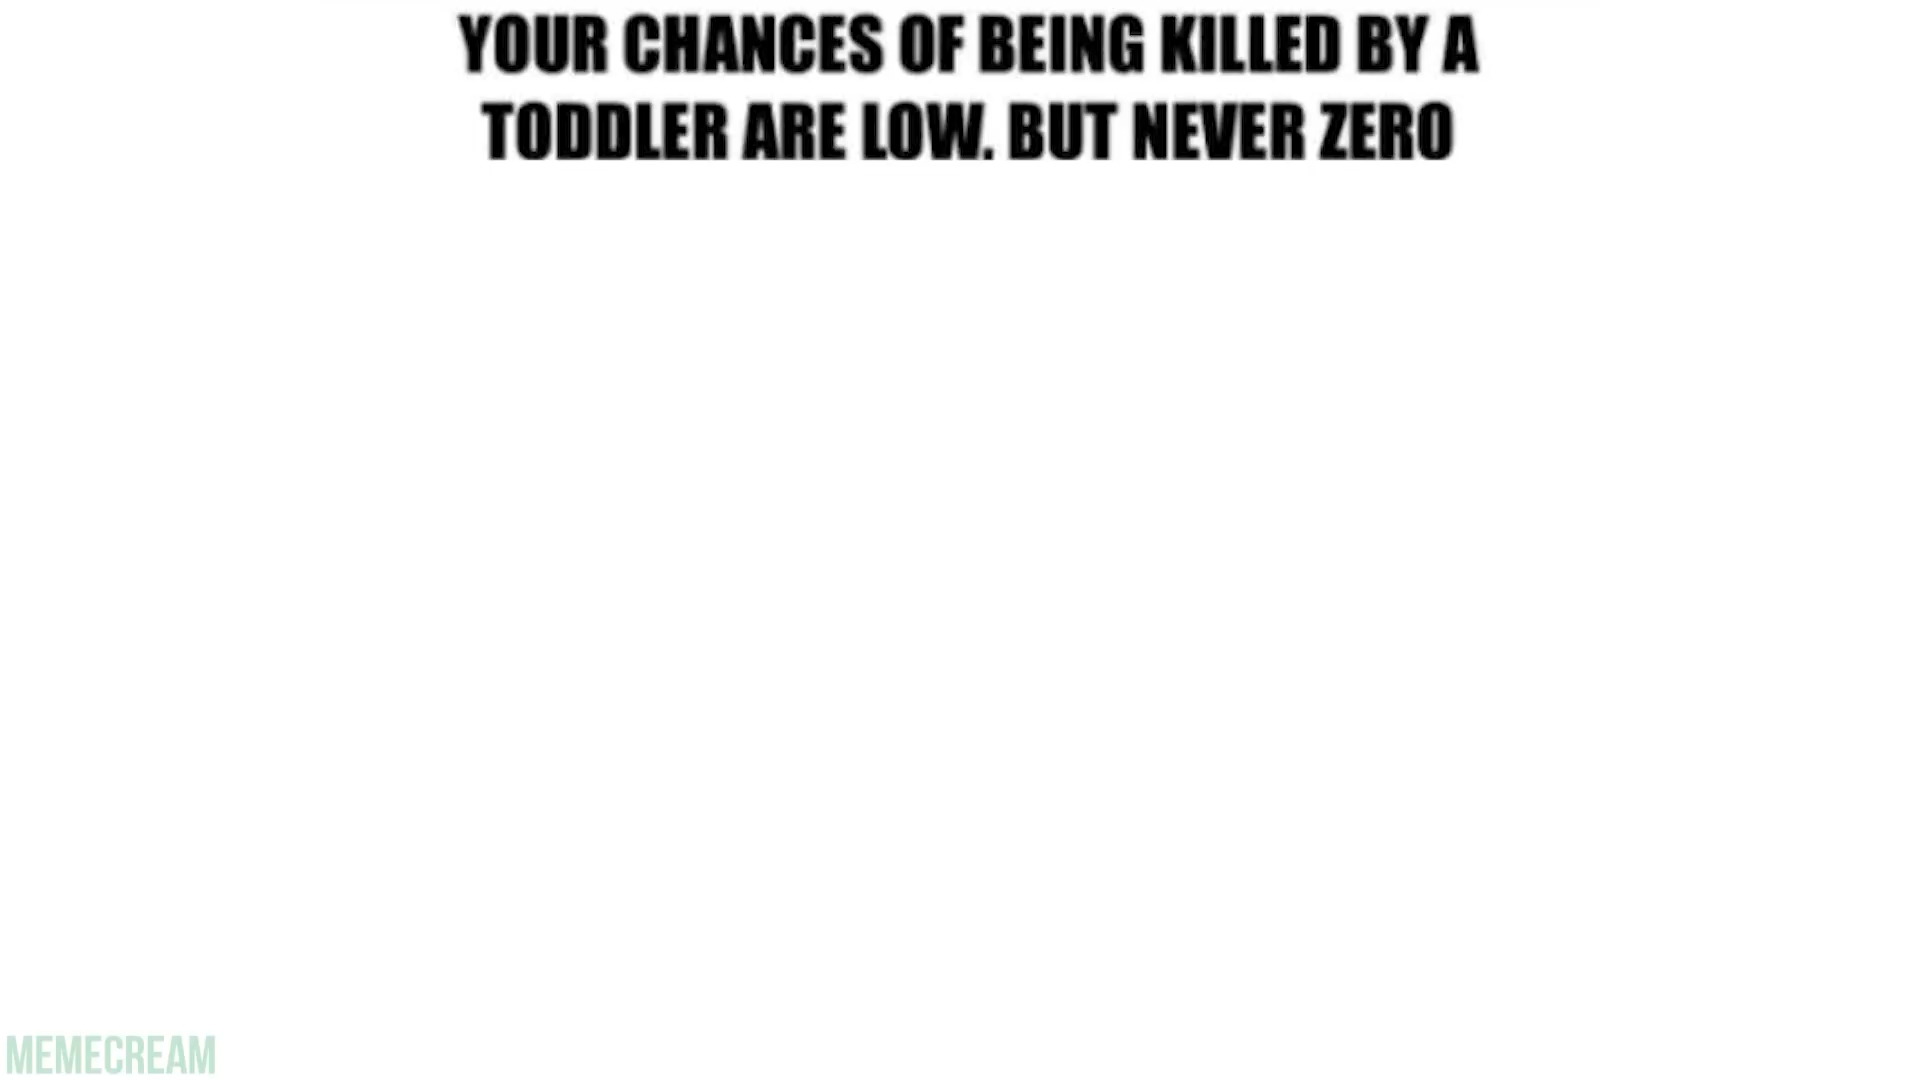 YOUR CHANCES OF BEING KILLED BY A
TODDLER ARE LOW. BUT NEVER ZERO
MEMECREAM